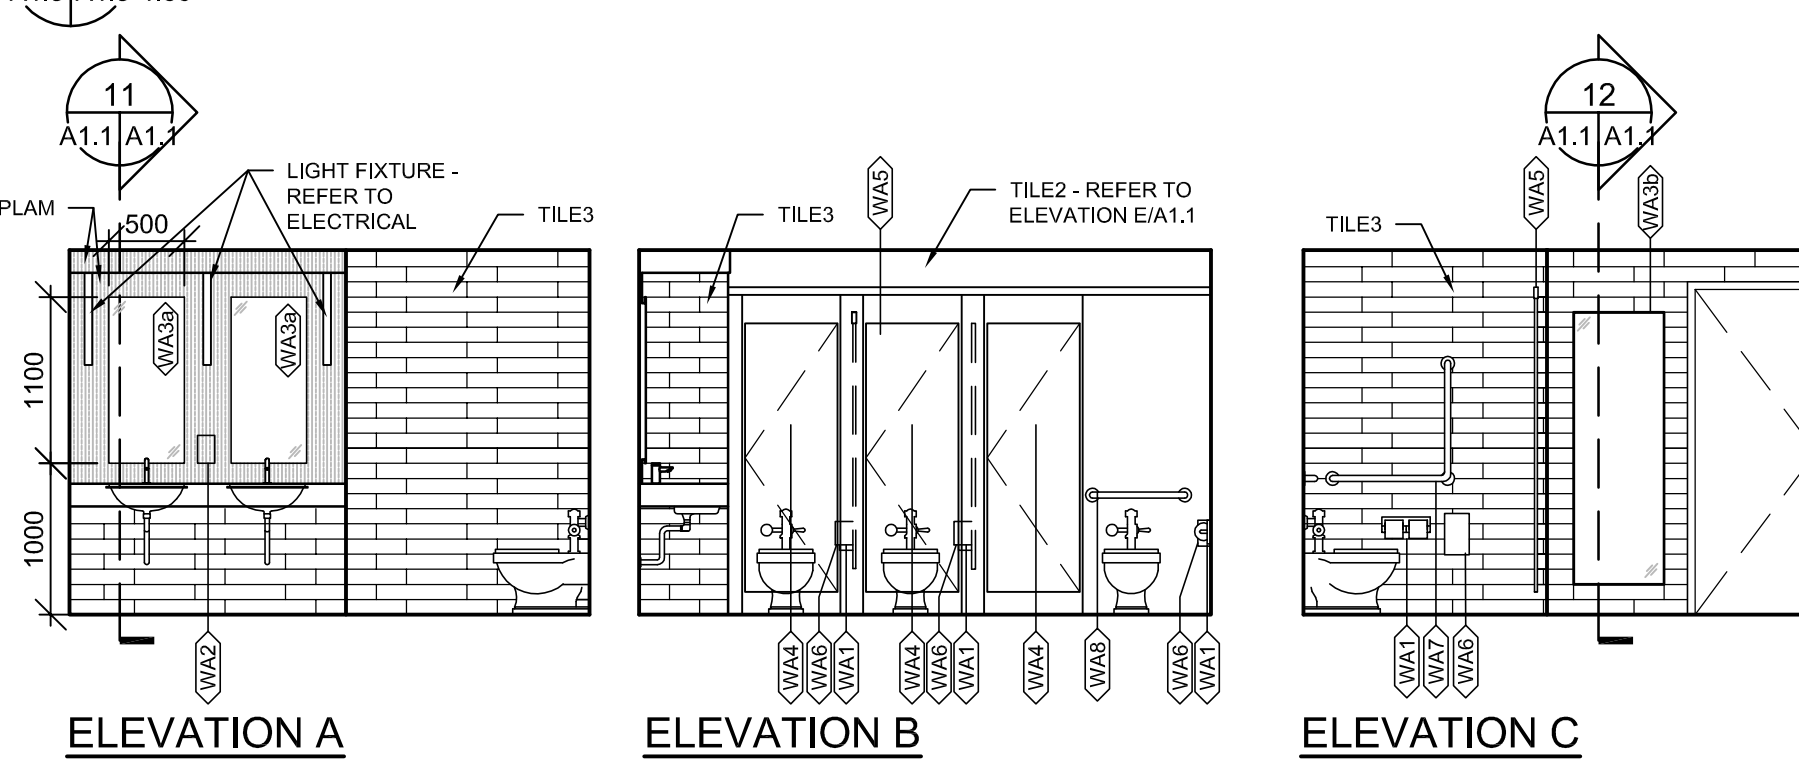 11
A1.1 A1.1
LIGHT FIXTURE -
REFER TO
ELECTRICAL
PLAM
500
TILE3
WA3a
WA3a
1100
1000
WA2
ELEVATION A
TILE3
WA5
TILE2 - REFER TO
ELEVATION E/A1.1
WA4
WA6
WA1
WA4
WA6
WA1
WA4
WA8
WA6
WA1
ELEVATION B
12
A1.1 A1.1
TILE3
WA5
WA3b
WA1
WA7
WA6
ELEVATION C